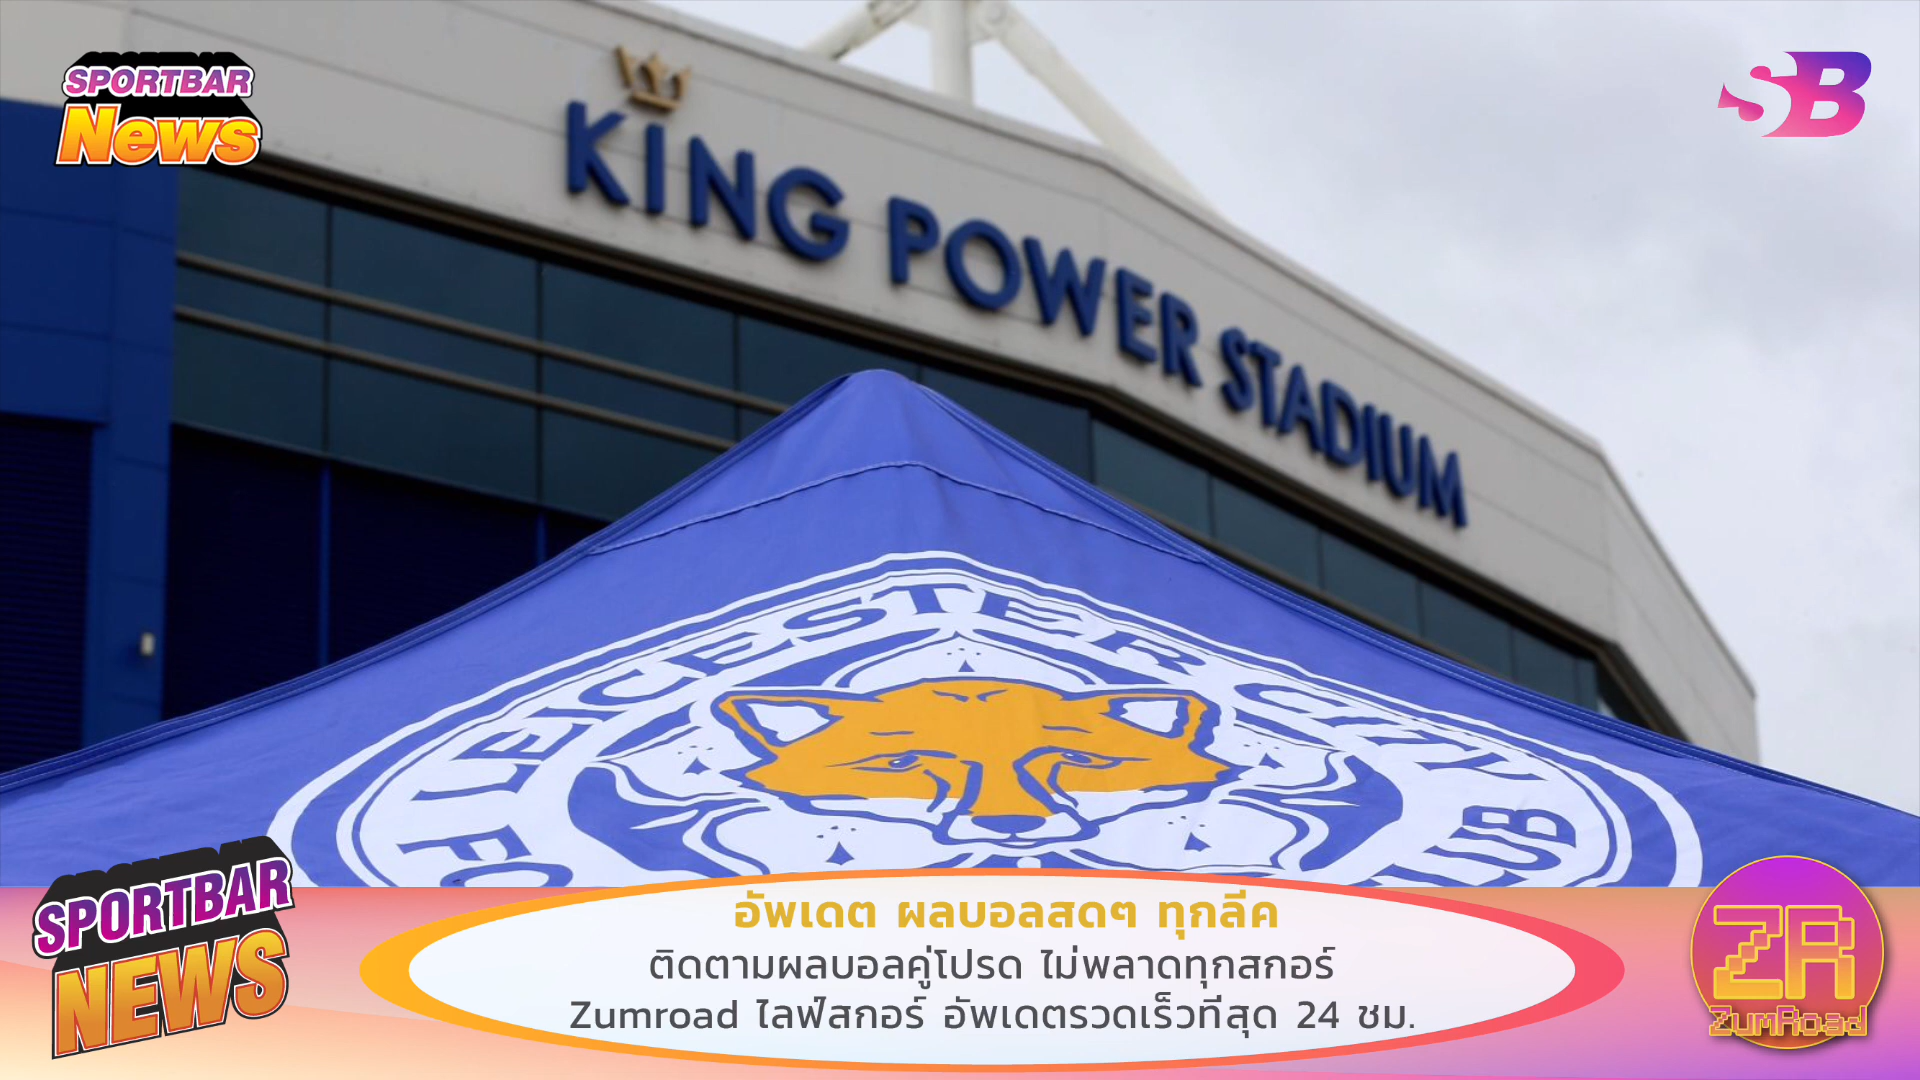 SPORTBAR
News
SB
KING POWER STADIUM
LEICESTER CITY
FO
LUB
SPORTBAR
NEWS
อัพเดต ผลบอลสดๆ ทุกลีค
ติดตามผลบอลคู่โปรด ไม่พลาดทุกสกอร์
Zumroad ไลฟ์สกอร์ อัพเดตรวดเร็วที่สุด 24 ชม.
ZR
ZumRoad